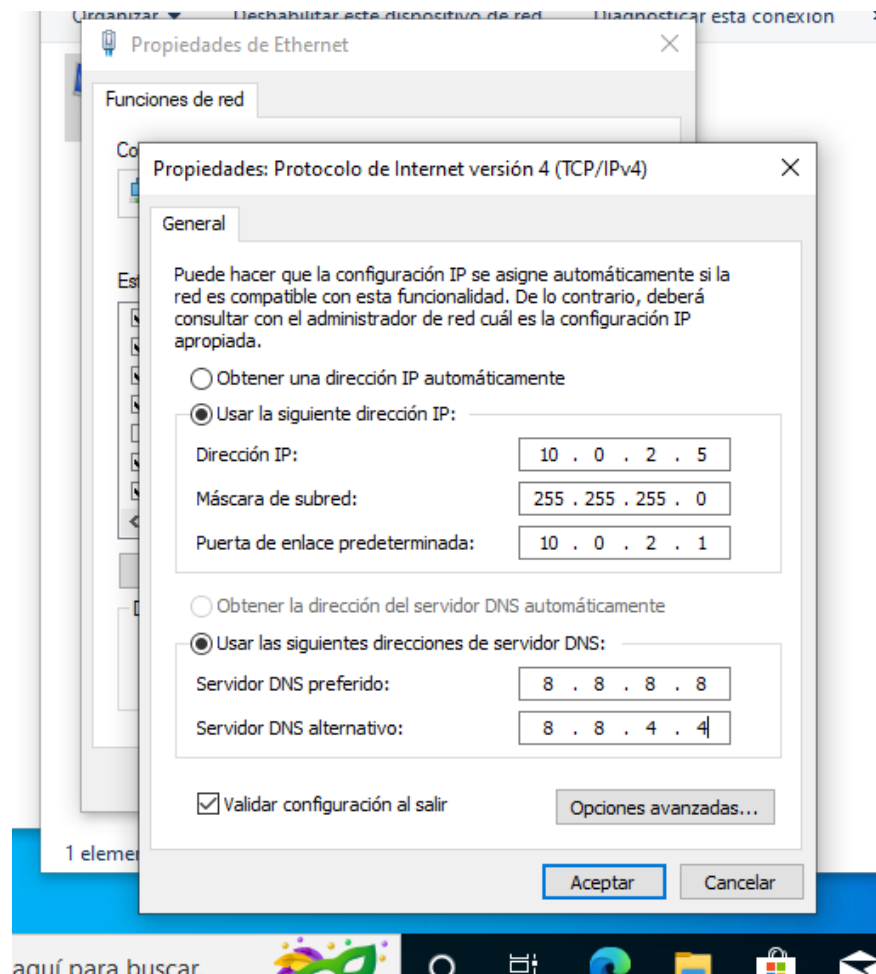 Organizar Deshabilitar este dispositivo de red Diagnosticar esta conexión
Propiedades de Ethernet
Funciones de red
Propiedades: Protocolo de Internet versión 4 (TCP/IPv4)
General
Puede hacer que la configuración IP se asigne automáticamente si la
red es compatible con esta funcionalidad. De lo contrario, deberá
consultar con el administrador de red cuál es la configuración IP
apropiada.
Obtener una dirección IP automáticamente
Usar la siguiente dirección IP:
Dirección IP: 10 . 0 . 2 . 5
Máscara de subred: 255 . 255 . 255 . 0
Puerta de enlace predeterminada: 10 . 0 . 2 . 1
Obtener la dirección del servidor DNS automáticamente
Usar las siguientes direcciones de servidor DNS:
Servidor DNS preferido: 8 . 8 . 8 . 8
Servidor DNS alternativo: 8 . 8 . 4 . 4
Validar configuración al salir
Opciones avanzadas...
1 eleme
Aceptar Cancelar
aquí para buscar